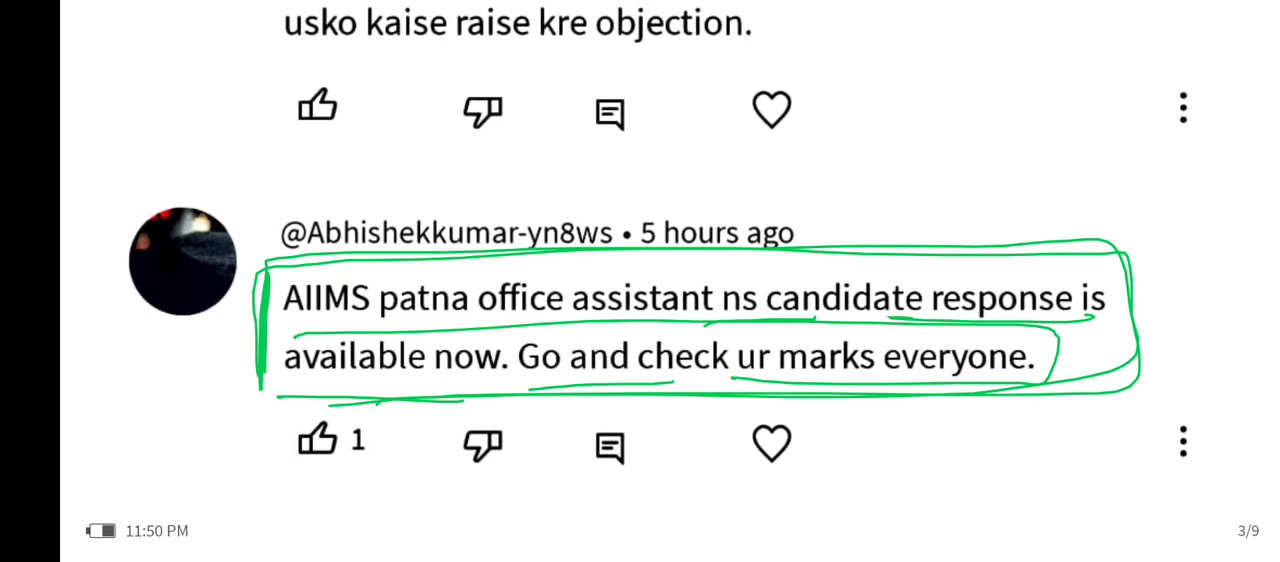 usko kaise raise kre objection.
@Abhishekkumar-yn8ws • 5 hours ago
AIIMS patna office assistant ns candidate response is
available now. Go and check ur marks everyone.
1
11:50 PM
3/9